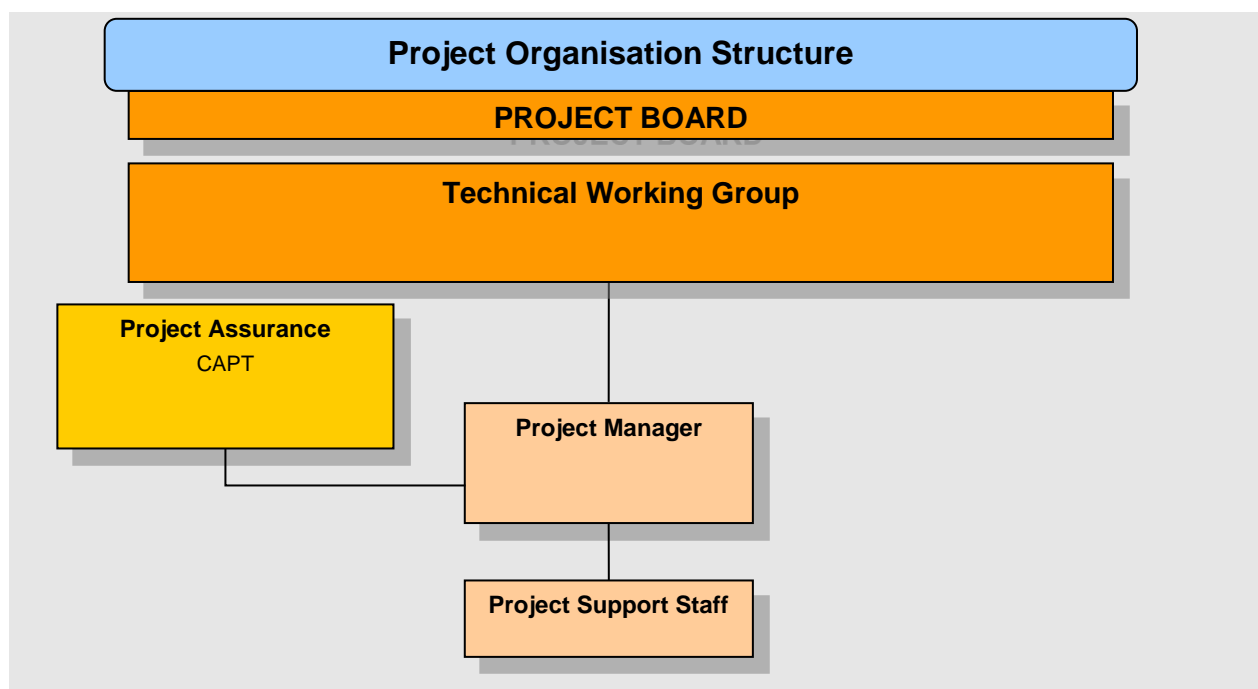 Project Organisation Structure
PROJECT BOARD
Technical Working Group
Project Assurance
CAPT
Project Manager
Project Support Staff